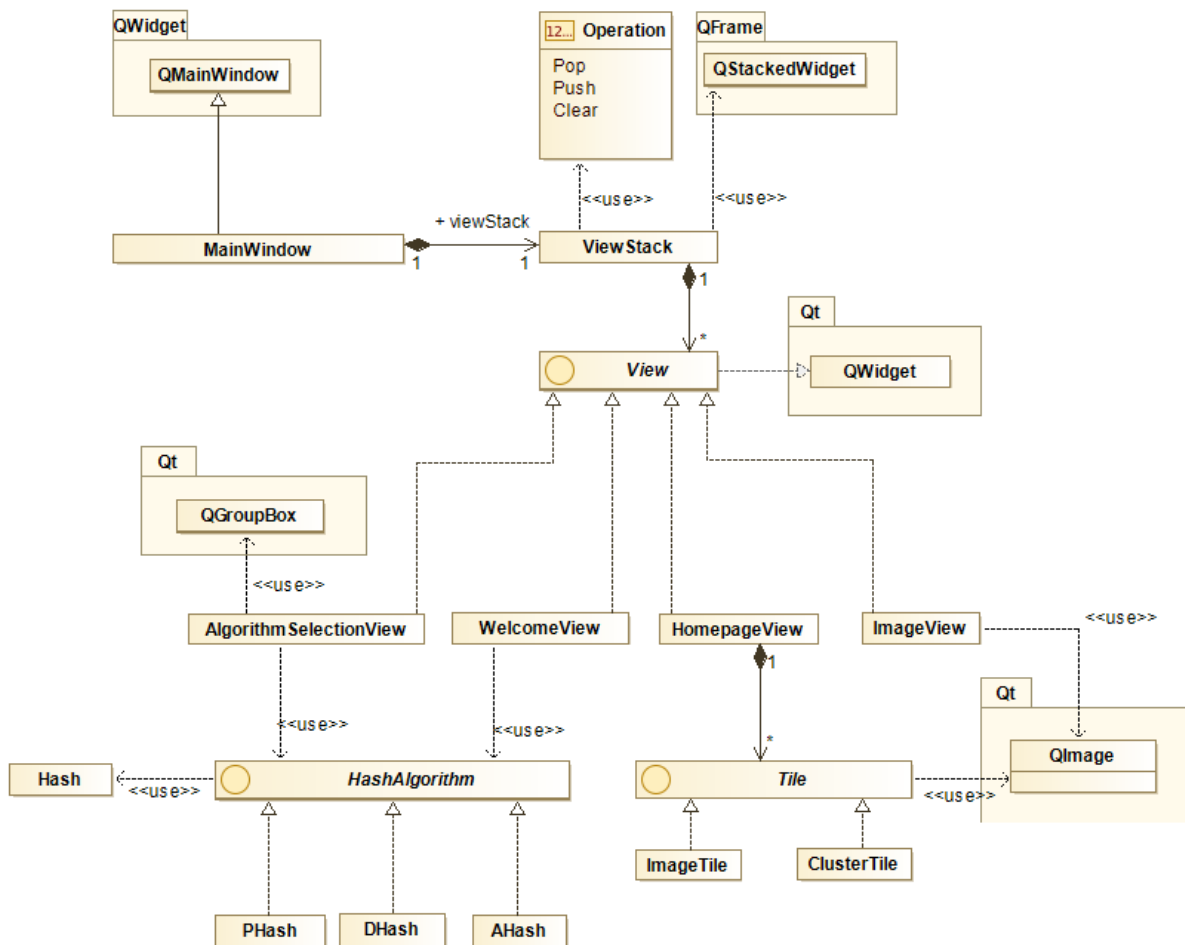 QWidget
QMainWindow
12... Operation
Pop
Push
Clear
QFrame
QStackedWidget
<<use>>
<<use>>
+ viewStack
MainWindow
1
1
ViewStack
1
*
View
Qt
QWidget
Qt
QGroupBox
<<use>>
AlgorithmSelectionView
WelcomeView
HomepageView
ImageView
<<use>>
1
*
<<use>>
<<use>>
Qt
QImage
Hash
<<use>>
HashAlgorithm
Tile
<<use>>
ImageTile
ClusterTile
PHash
DHash
AHash